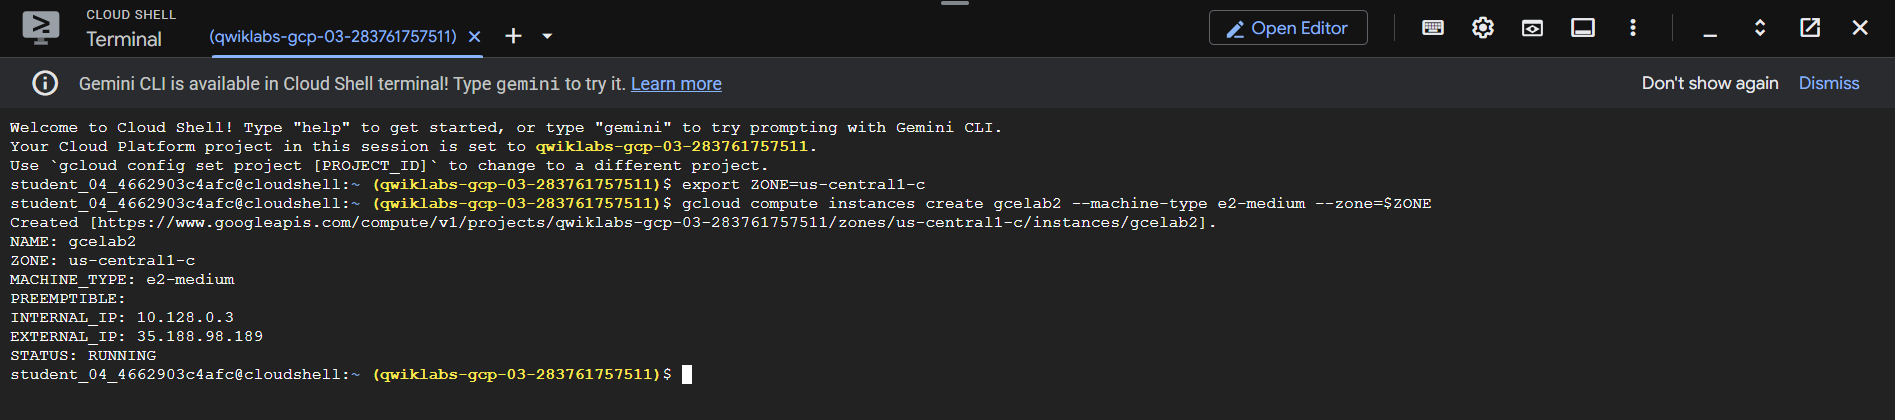 CLOUD SHELL
Terminal
(qwiklabs-gcp-03-283761757511)
Open Editor
Gemini CLI is available in Cloud Shell terminal! Type gemini to try it. Learn more
Don't show again
Dismiss
Welcome to Cloud Shell! Type "help" to get started, or type "gemini" to try prompting with Gemini CLI.
Your Cloud Platform project in this session is set to qwiklabs-gcp-03-283761757511.
Use `gcloud config set project [PROJECT_ID]` to change to a different project.
student_04_4662903c4afc@cloudshell:~ (qwiklabs-gcp-03-283761757511)$ export ZONE=us-central1-c
student_04_4662903c4afc@cloudshell:~ (qwiklabs-gcp-03-283761757511)$ gcloud compute instances create gcelab2 --machine-type e2-medium --zone=$ZONE
Created [https://www.googleapis.com/compute/v1/projects/qwiklabs-gcp-03-283761757511/zones/us-central1-c/instances/gcelab2].
NAME: gcelab2
ZONE: us-central1-c
MACHINE_TYPE: e2-medium
PREEMPTIBLE:
INTERNAL_IP: 10.128.0.3
EXTERNAL_IP: 35.188.98.189
STATUS: RUNNING
student_04_4662903c4afc@cloudshell:~ (qwiklabs-gcp-03-283761757511)$